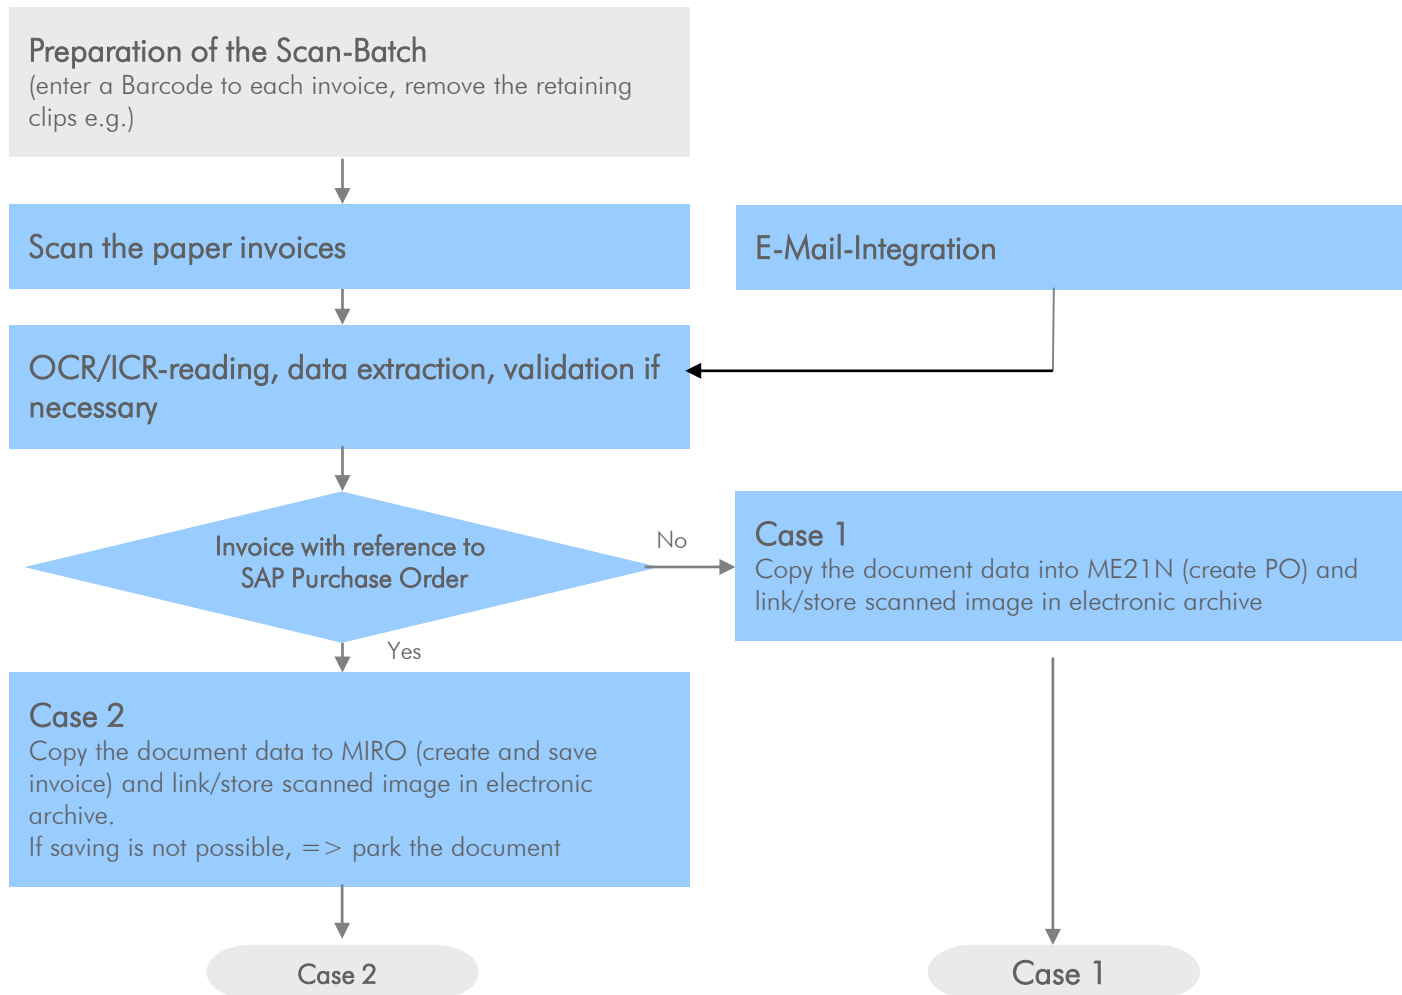 Preparation of the Scan-Batch
(enter a Barcode to each invoice, remove the retaining
clips e.g.)
Scan the paper invoices
E-Mail-Integration
OCR/ICR-reading, data extraction, validation if
necessary
Invoice with reference to
SAP Purchase Order
No
Case 1
Copy the document data into ME21N (create PO) and
link/store scanned image in electronic archive
Yes
Case 2
Copy the document data to MIRO (create and save
invoice) and link/store scanned image in electronic
archive.
If saving is not possible, => park the document
Case 2
Case 1